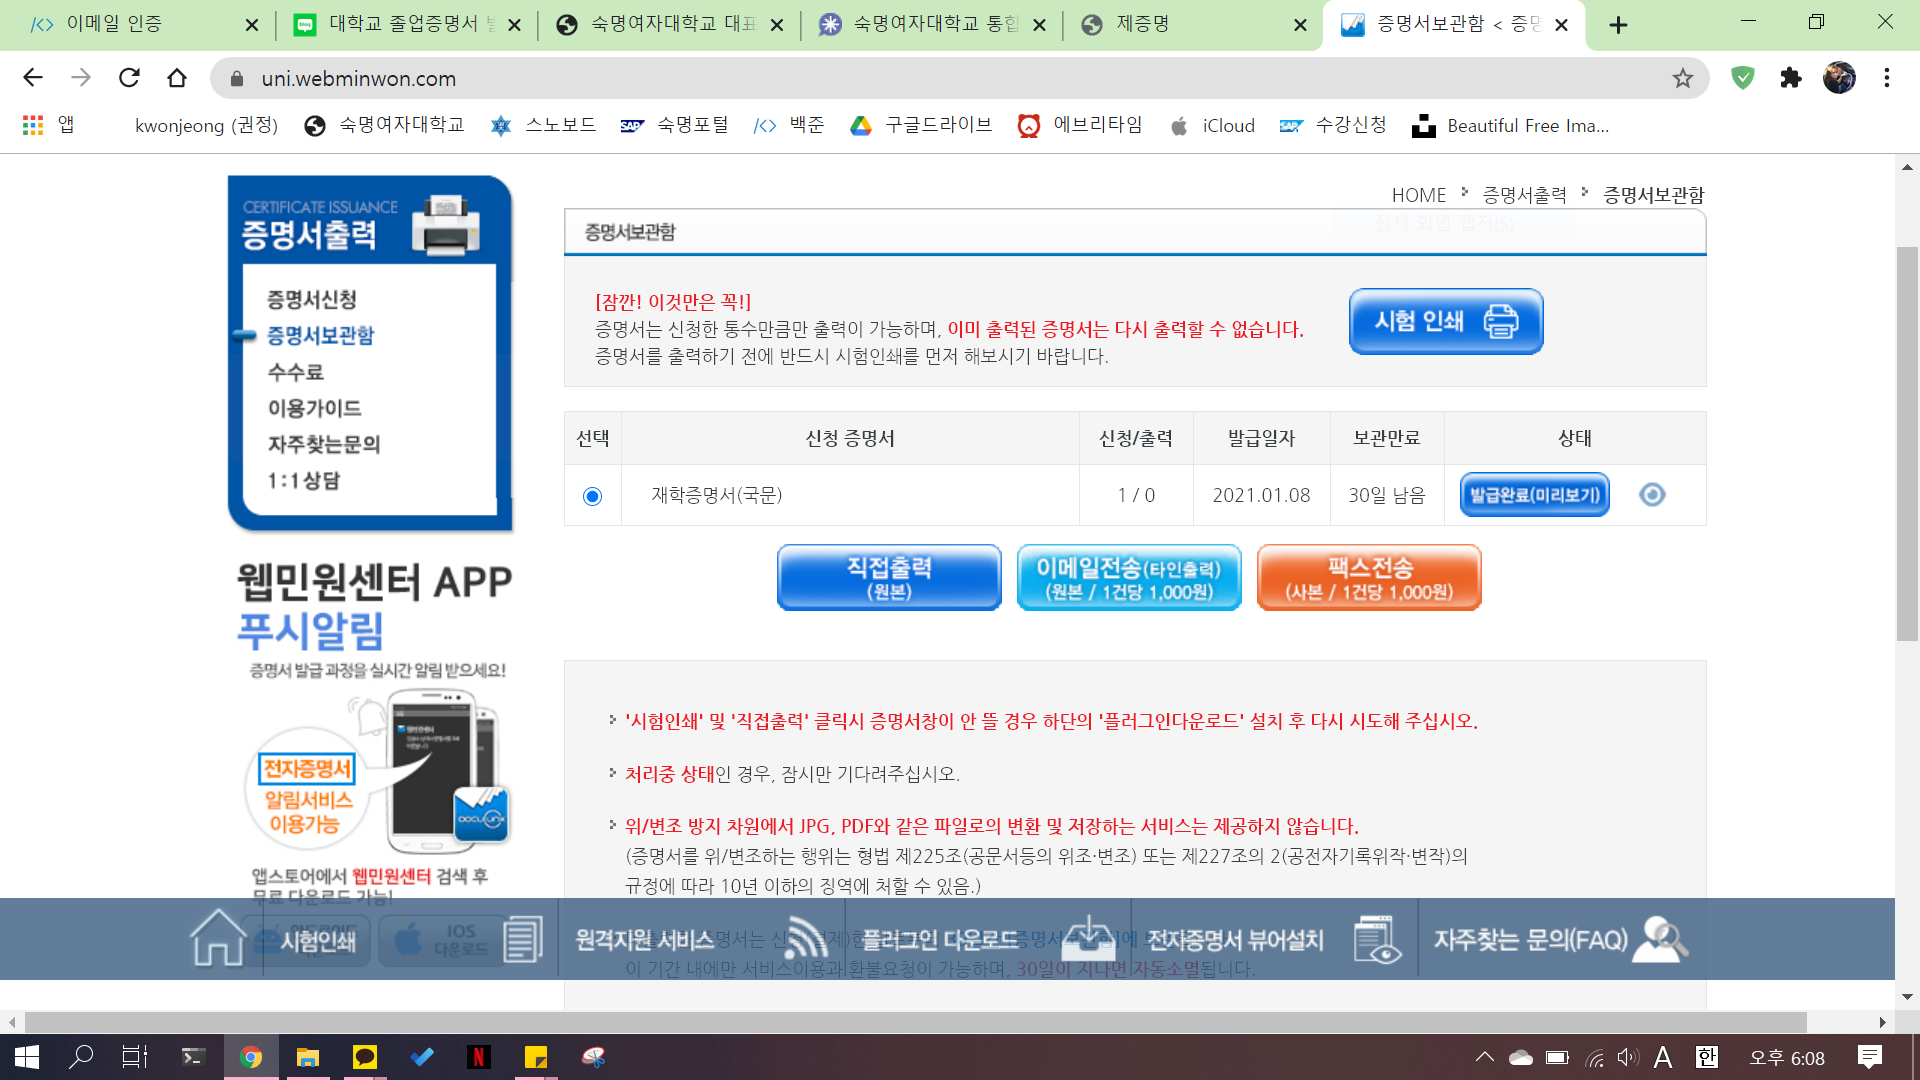 이메일 인증
대학교 졸업증명서
숙명여자대학교 대표
숙명여자대학교 통합
제증명
증명서보관함 < 증명
uni.webminwon.com
앱
kwonjeong (권정)
숙명여자대학교
스노보드
숙명포털
백준
구글드라이브
에브리타임
iCloud
수강신청
Beautiful Free Ima...
HOME
증명서출력
증명서보관함
전체 화면 캡처(S)
CERTIFICATE ISSUANCE
증명서출력
증명서신청
증명서보관함
수수료
이용가이드
자주찾는문의
1:1상담
웹민원센터 APP
푸시알림
증명서 발급 과정을 실시간 알림 받으세요!
전자증명서
알림서비스
이용가능
앱스토어에서 웹민원센터 검색 후
무료 다운로드 가능!
IOS
다운로드
증명서보관함
[잠깐! 이것만은 꼭!]
증명서는 신청한 통수만큼만 출력이 가능하며, 이미 출력된 증명서는 다시 출력할 수 없습니다.
증명서를 출력하기 전에 반드시 시험인쇄를 먼저 해보시기 바랍니다.
시험 인쇄
선택 신청 증명서 신청/출력 발급일자 보관만료 상태
재학증명서(국문) 1 / 0 2021.01.08 30일 남음 발급완료(미리보기)
직접출력
(원본)
이메일전송(타인출력)
(원본 / 1건당 1,000원)
팩스전송
(사본 / 1건당 1,000원)
'시험인쇄' 및 '직접출력' 클릭시 증명서창이 안 뜰 경우 하단의 '플러그인다운로드' 설치 후 다시 시도해 주십시오.
처리중 상태인 경우, 잠시만 기다려주십시오.
위/변조 방지 차원에서 JPG, PDF와 같은 파일로의 변환 및 저장하는 서비스는 제공하지 않습니다.
(증명서를 위/변조하는 행위는 형법 제225조(공문서등의 위조·변조) 또는 제227조의 2(공전자기록위작·변작)의
규정에 따라 10년 이하의 징역에 처할 수 있음.)
이 기간 내에만 서비스이용과 환불요청이 가능하며, 30일이 지나면 자동소멸됩니다.
시험인쇄
원격지원 서비스
플러그인 다운로드
전자증명서 뷰어설치
자주찾는 문의(FAQ)
A
한
오후 6:08